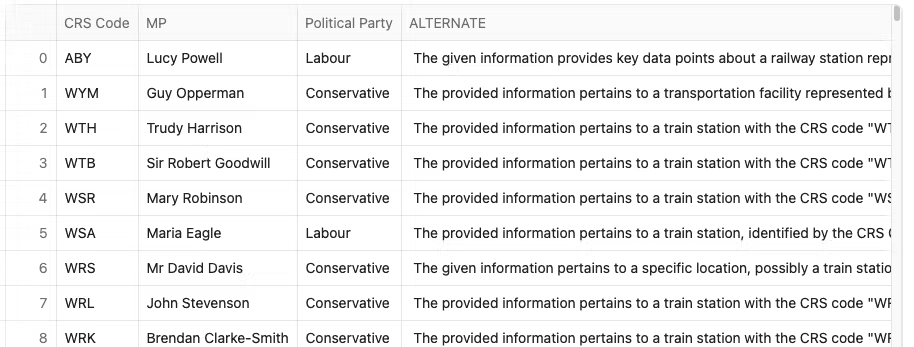 CRS Code MP Political Party ALTERNATE
0 ABY Lucy Powell Labour The given information provides key data points about a railway station
1 WYM Guy Opperman Conservative The provided information pertains to a transportation facility represented
2 WTH Trudy Harrison Conservative The provided information pertains to a train station with the CRS code "WT
3 WTB Sir Robert Goodwill Conservative The provided information pertains to a train station with the CRS code "WT
4 WSR Mary Robinson Conservative The provided information pertains to a train station with the CRS code "WS
5 WSA Maria Eagle Labour The provided information pertains to a train station, identified by the CRS
6 WRS Mr David Davis Conservative The given information pertains to a specific location, possibly a train
7 WRL John Stevenson Conservative The provided information pertains to a train station with the CRS code "WR
8 WRK Brendan Clarke-Smith Conservative The provided information pertains to a train station with the CRS code "WR